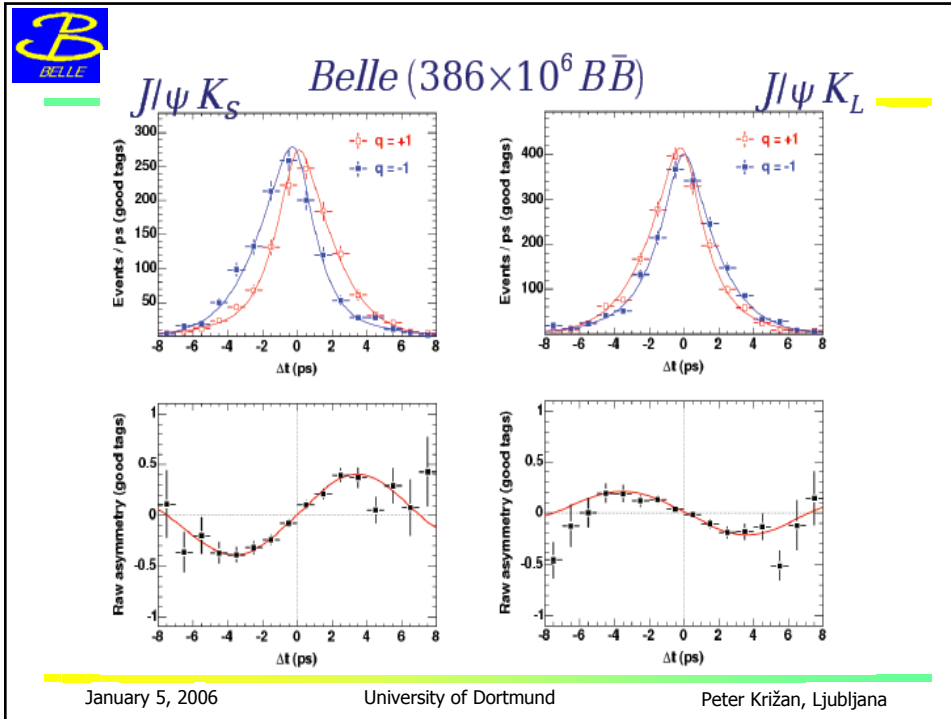 BELLE
J/ψ K_S
Belle (386×10⁶ BB̄)
J/ψ K_L
Events / ps (good tags)
300
250
200
150
100
50
q = +1
q = −1
-8 -6 -4 -2 0 2 4 6 8
Δt (ps)
Events / ps (good tags)
400
300
200
100
q = +1
q = −1
-8 -6 -4 -2 0 2 4 6 8
Δt (ps)
Raw asymmetry (good tags)
1
0.5
0
-0.5
-1
-8 -6 -4 -2 0 2 4 6 8
Δt (ps)
Raw asymmetry (good tags)
1
0.5
0
-0.5
-1
-8 -6 -4 -2 0 2 4 6 8
Δt (ps)
January 5, 2006
University of Dortmund
Peter Križan, Ljubljana